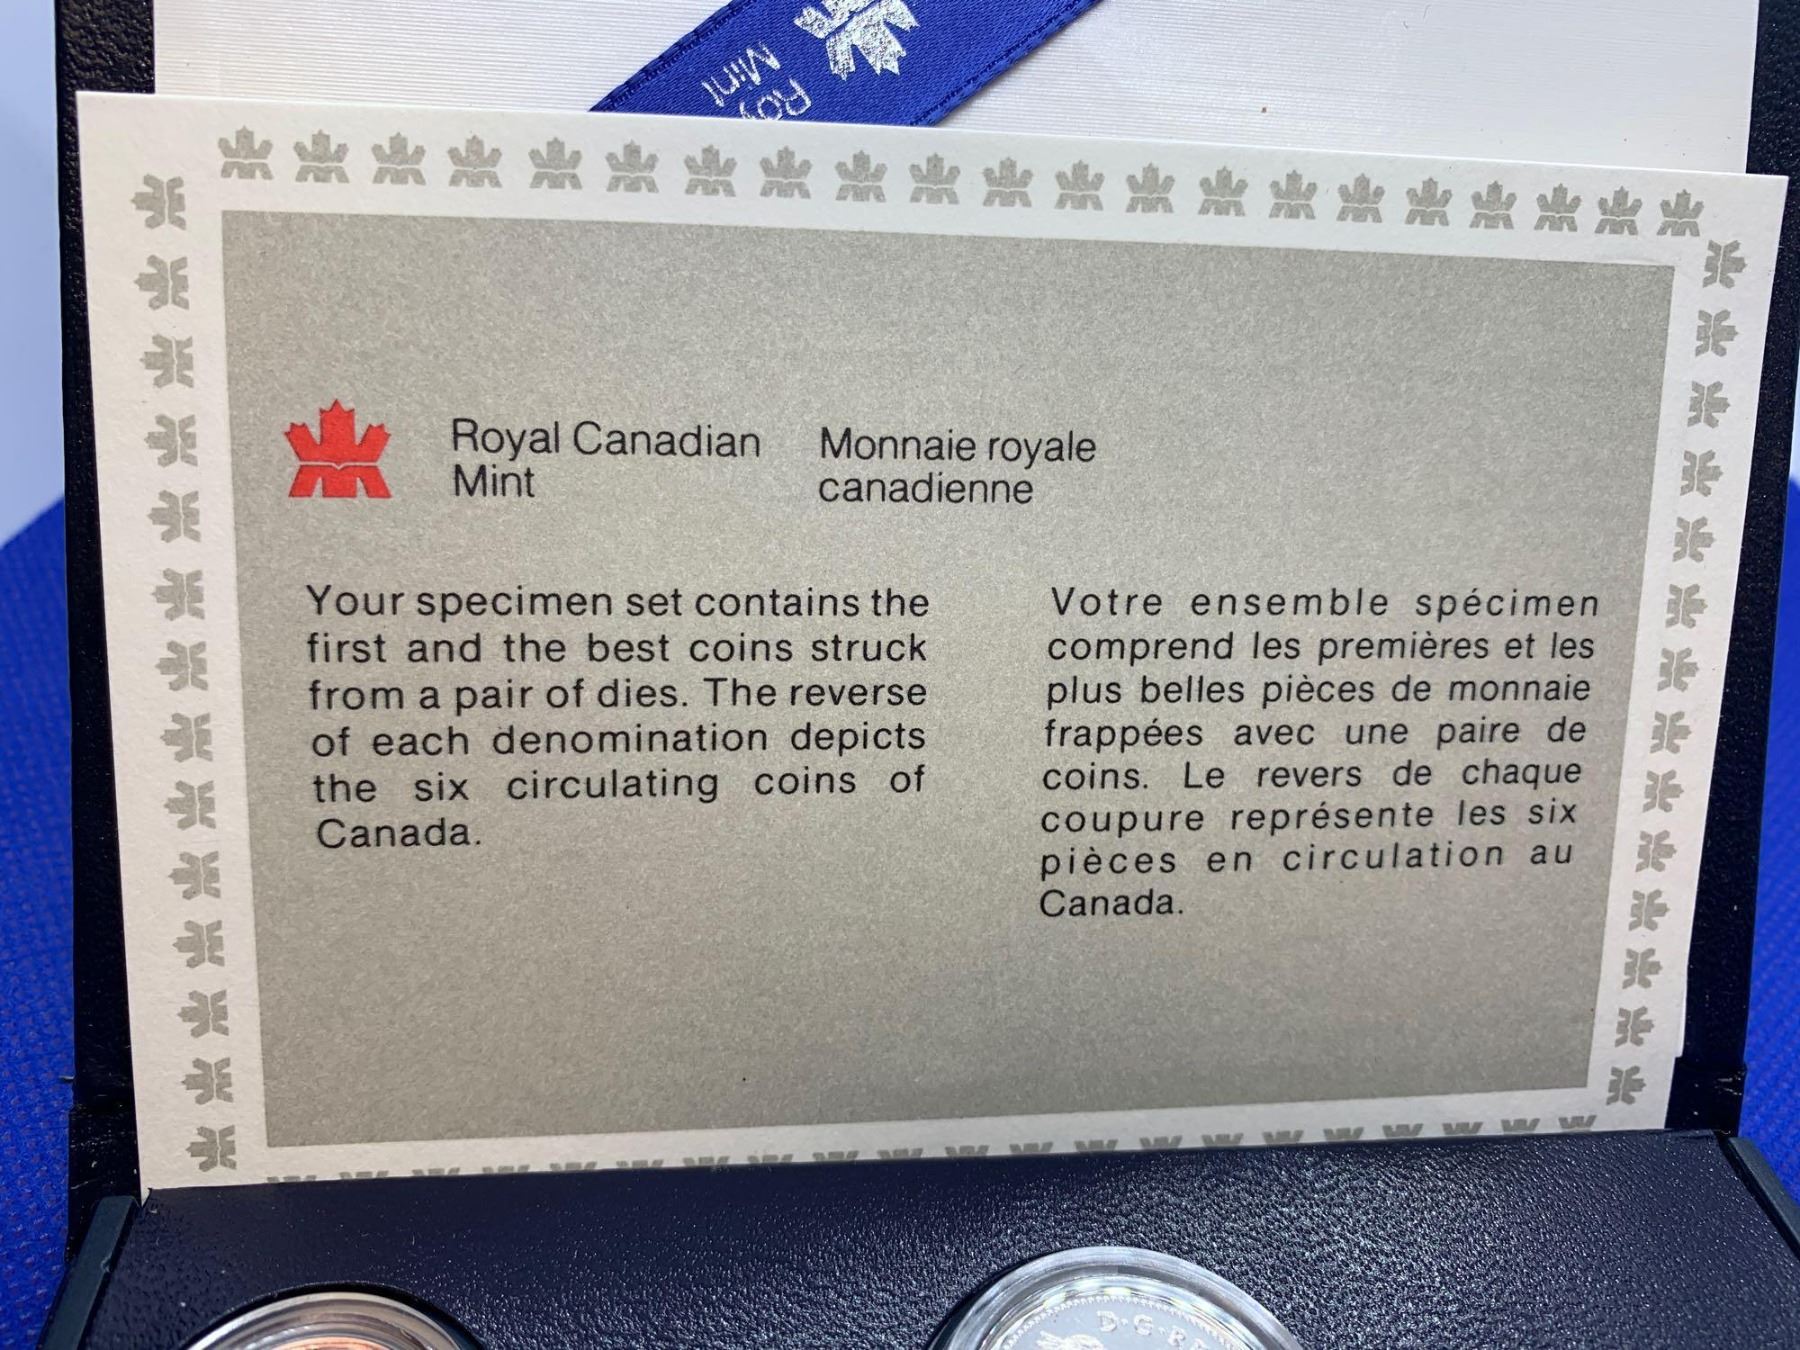 Royal
Mint
Royal Canadian
Mint
Monnaie royale
canadienne
Your specimen set contains the
first and the best coins struck
from a pair of dies. The reverse
of each denomination depicts
the six circulating coins of
Canada.
Votre ensemble spécimen
comprend les premières et les
plus belles pièces de monnaie
frappées avec une paire de
coins. Le revers de chaque
coupure représente les six
pièces en circulation au
Canada.
D·G·RE